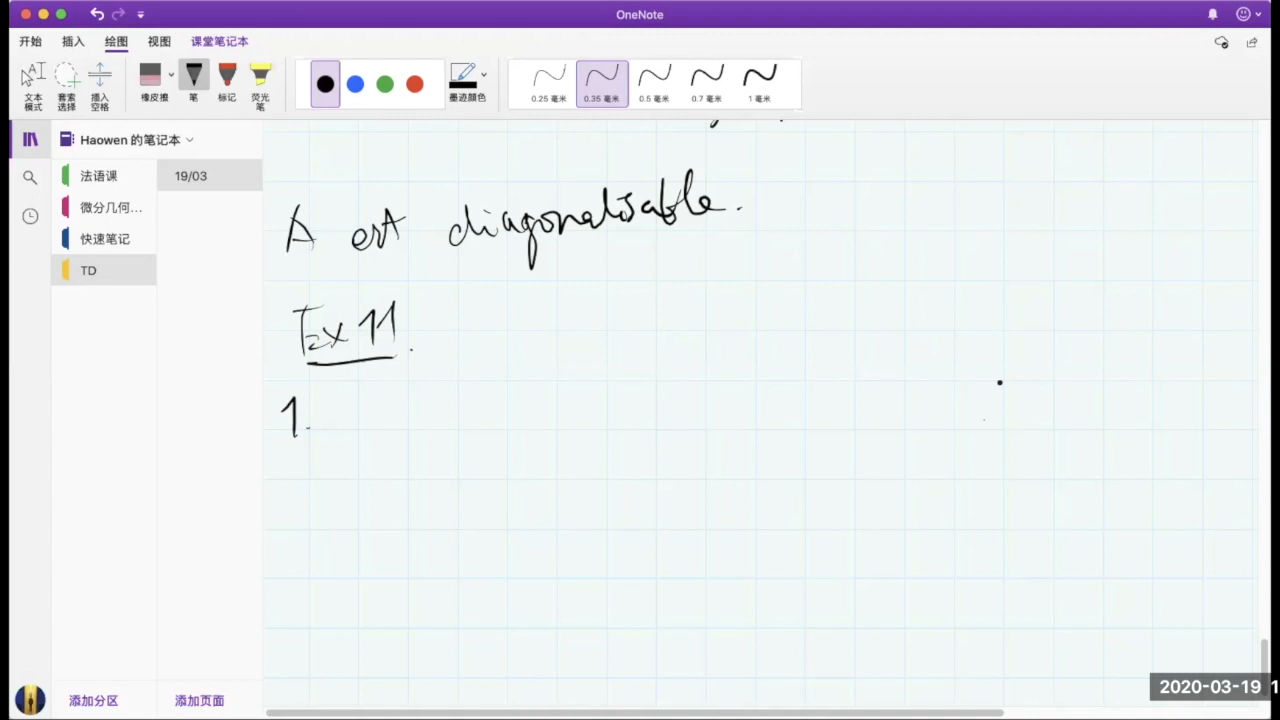 OneNote
开始 插入 绘图 视图 课堂笔记本
文本模式 套索选择 插入空格 橡皮擦 笔 标记 荧光笔 墨迹颜色 0.25 毫米 0.35 毫米 0.5 毫米 0.7 毫米 1 毫米
Haowen 的笔记本
法语课 19/03
微分几何...
快速笔记
TD
A est diagonalisable.
Ex 11.
1.
添加分区 添加页面
2020-03-19 1